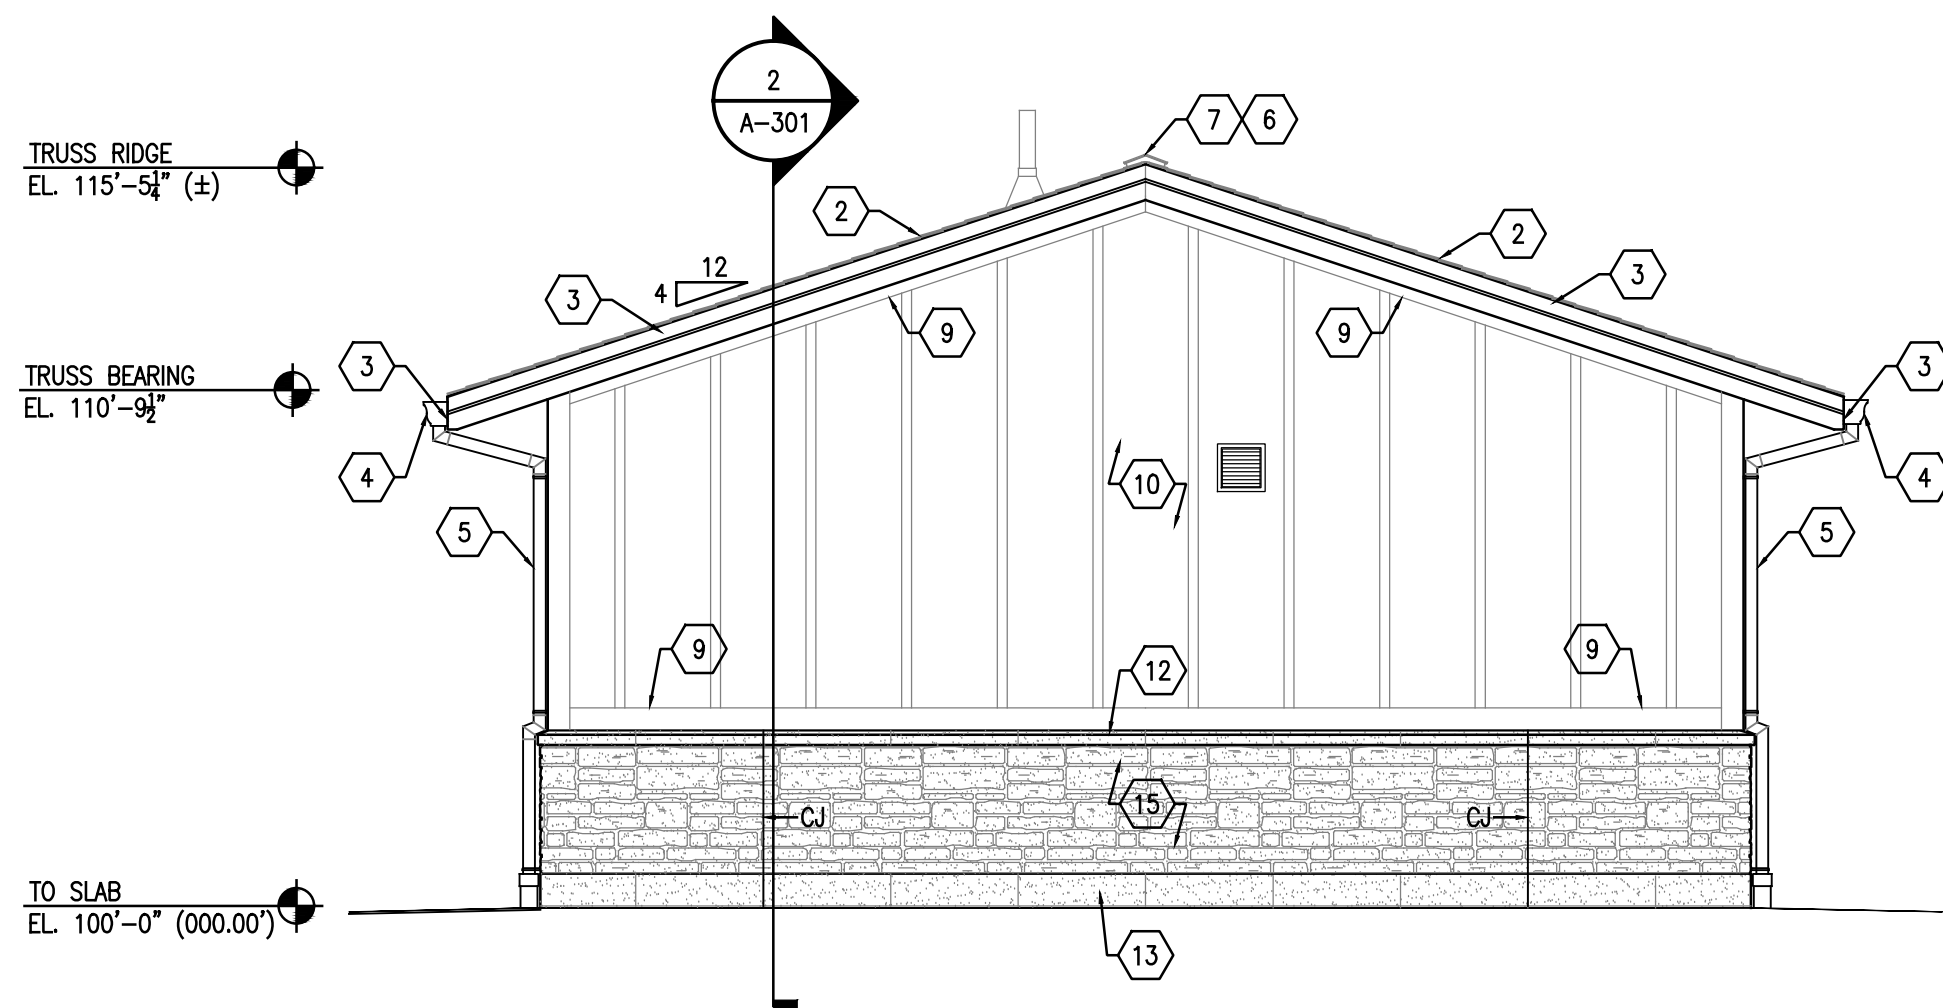 2
A-301
TRUSS RIDGE
EL. 115'-5¼" (±)
7 6
2
2
12
4
3
3
9
9
TRUSS BEARING
EL. 110'-9½"
3
3
4
10
4
5
5
9
9
12
15
CJ
CJ
TO SLAB
EL. 100'-0" (000.00')
13